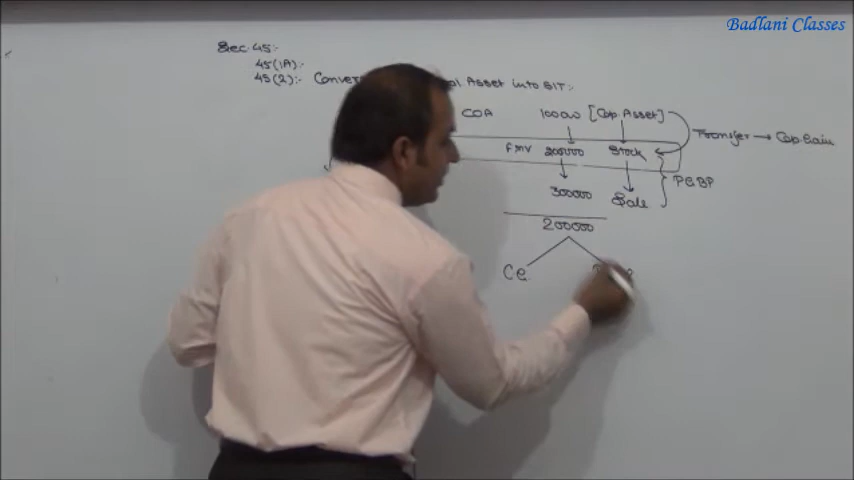 Badlani Classes
Sec. 45:-
45(1A):-
45(2):- Conver al Asset into SIT:-
COA 100000 [Cap. Asset]
Transfer → Cap. Gain
FMV 200000 Stock
PGBP
300000 Sale
200000
CG